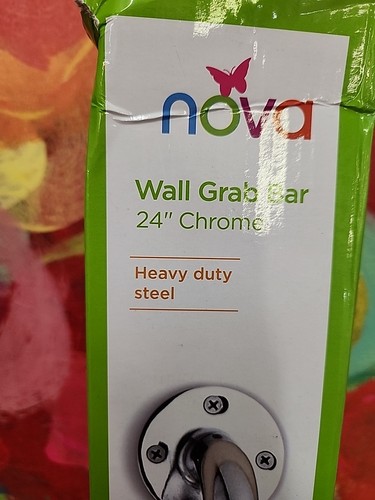 nova
Wall Grab Bar
24" Chrome
Heavy duty
steel